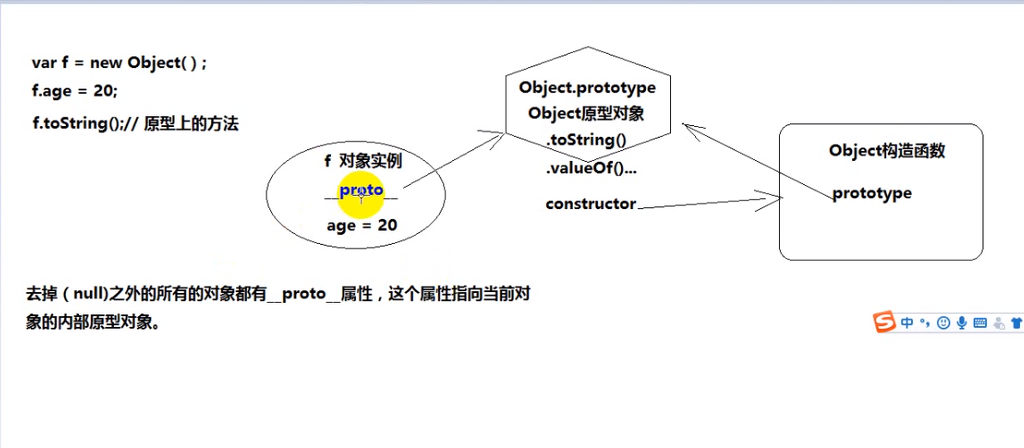 var f = new Object( ) ;
f.age = 20;
f.toString();// 原型上的方法
Object.prototype
Object原型对象
.toString()
.valueOf()...
constructor
f 对象实例
__proto__
age = 20
Object构造函数
prototype
去掉（null)之外的所有的对象都有__proto__属性，这个属性指向当前对
象的内部原型对象。
S 中